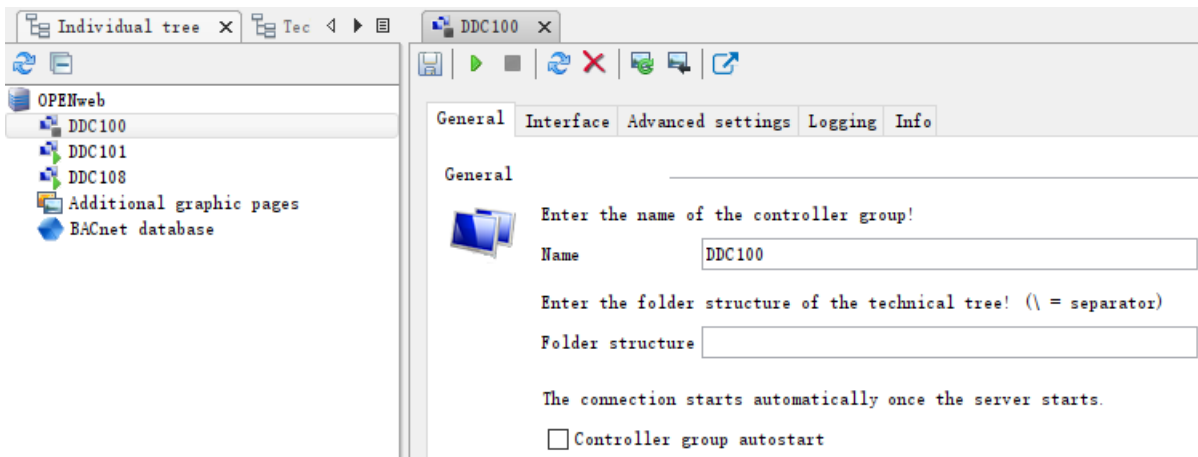 Individual tree
Tec
DDC100
OPENweb
DDC100
DDC101
DDC108
Additional graphic pages
BACnet database
General Interface Advanced settings Logging Info
General
Enter the name of the controller group!
Name DDC100
Enter the folder structure of the technical tree! (\ = separator)
Folder structure
The connection starts automatically once the server starts.
Controller group autostart